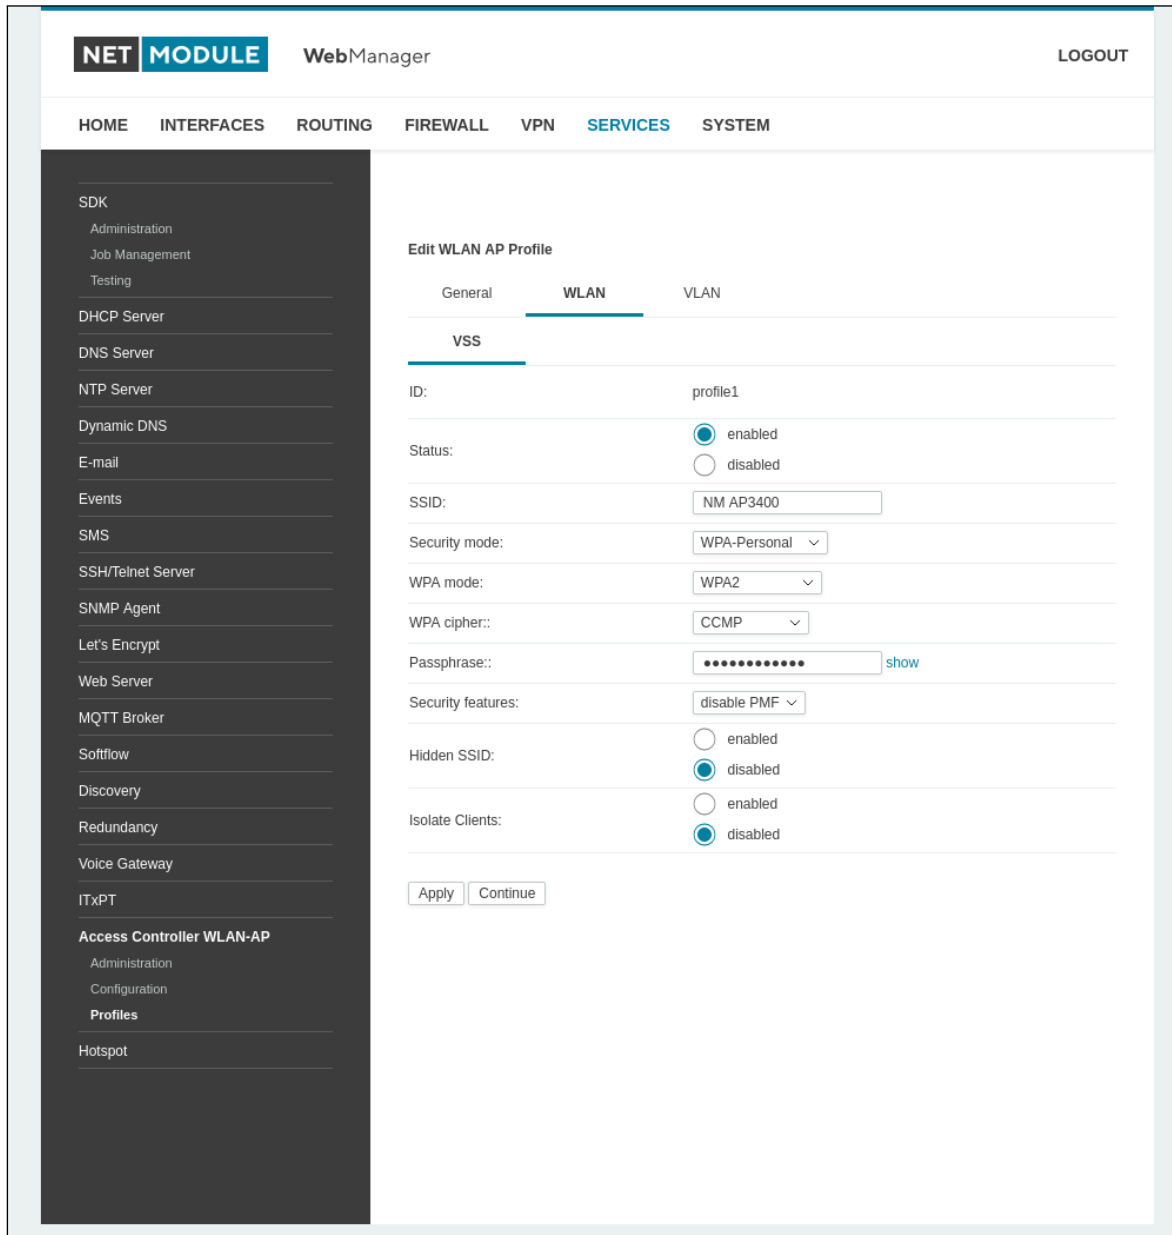 NET MODULE WebManager LOGOUT
HOME INTERFACES ROUTING FIREWALL VPN SERVICES SYSTEM
SDK
Administration
Job Management
Testing
DHCP Server
DNS Server
NTP Server
Dynamic DNS
E-mail
Events
SMS
SSH/Telnet Server
SNMP Agent
Let's Encrypt
Web Server
MQTT Broker
Softflow
Discovery
Redundancy
Voice Gateway
ITxPT
Access Controller WLAN-AP
Administration
Configuration
Profiles
Hotspot
Edit WLAN AP Profile
General WLAN VLAN
VSS
ID: profile1
Status: enabled
disabled
SSID: NM AP3400
Security mode: WPA-Personal
WPA mode: WPA2
WPA cipher:: CCMP
Passphrase:: •••••••••••• show
Security features: disable PMF
Hidden SSID: enabled
disabled
Isolate Clients: enabled
disabled
Apply Continue